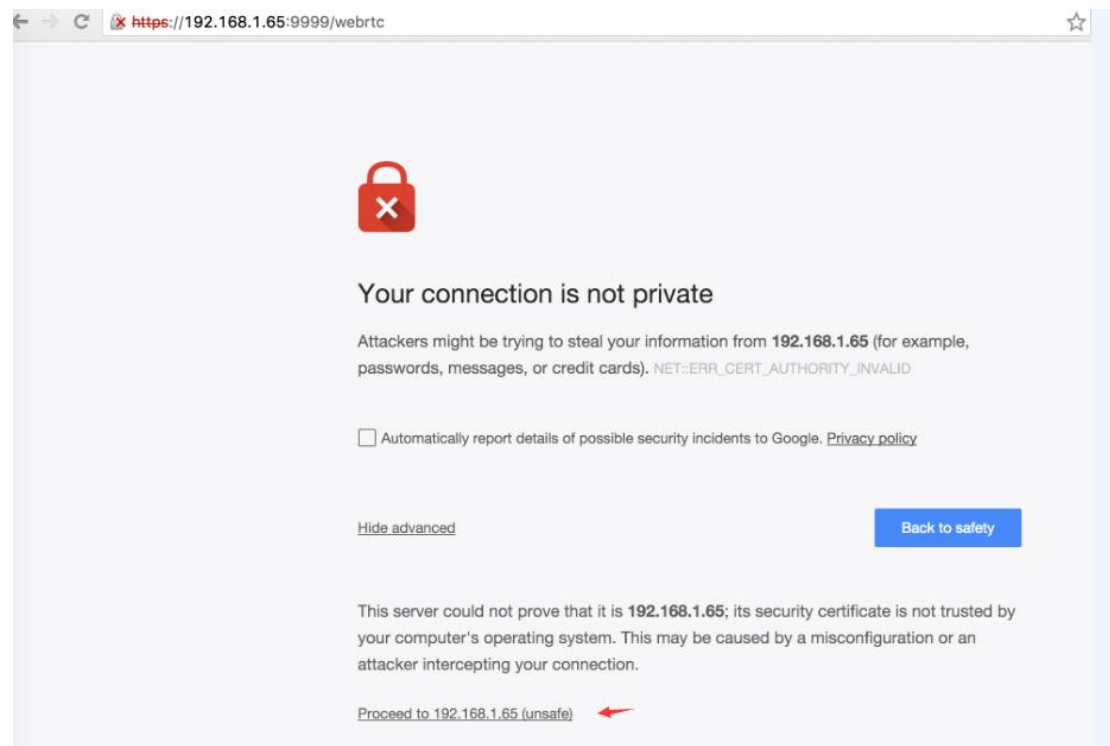 https://192.168.1.65:9999/webrtc
Your connection is not private
Attackers might be trying to steal your information from 192.168.1.65 (for example,
passwords, messages, or credit cards). NET::ERR_CERT_AUTHORITY_INVALID
Automatically report details of possible security incidents to Google. Privacy policy
Hide advanced
Back to safety
This server could not prove that it is 192.168.1.65; its security certificate is not trusted by
your computer's operating system. This may be caused by a misconfiguration or an
attacker intercepting your connection.
Proceed to 192.168.1.65 (unsafe)